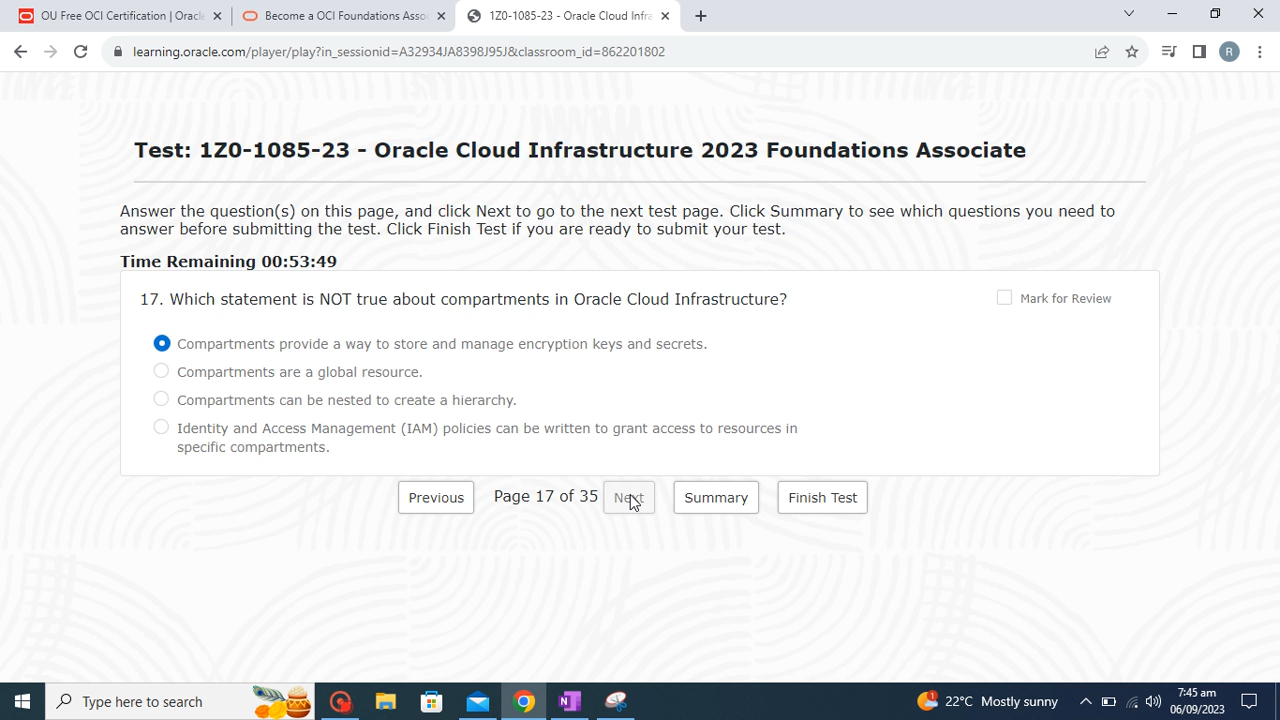 OU Free OCI Certification | Oracle
Become a OCI Foundations Asso
1Z0-1085-23 - Oracle Cloud Infra
learning.oracle.com/player/play?in_sessionid=A32934JA8398J95J&classroom_id=862201802
R
Test: 1Z0-1085-23 - Oracle Cloud Infrastructure 2023 Foundations Associate
Answer the question(s) on this page, and click Next to go to the next test page. Click Summary to see which questions you need to
answer before submitting the test. Click Finish Test if you are ready to submit your test.
Time Remaining 00:53:49
17. Which statement is NOT true about compartments in Oracle Cloud Infrastructure?
Mark for Review
Compartments provide a way to store and manage encryption keys and secrets.
Compartments are a global resource.
Compartments can be nested to create a hierarchy.
Identity and Access Management (IAM) policies can be written to grant access to resources in
specific compartments.
Previous Page 17 of 35 Next Summary Finish Test
Type here to search
N
1
22°C Mostly sunny
7:45 am
06/09/2023